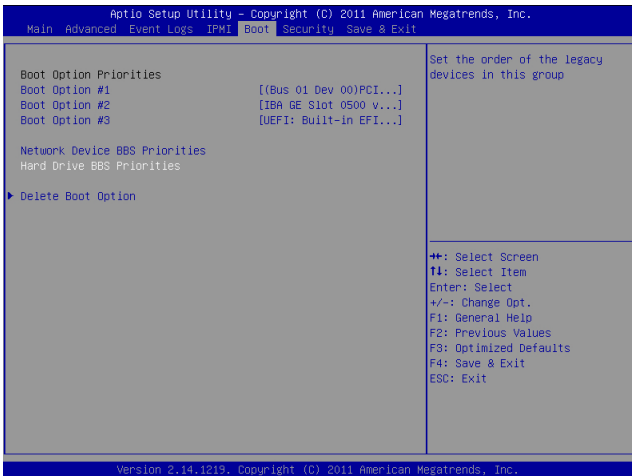 Aptio Setup Utility – Copyright (C) 2011 American Megatrends, Inc.
Main Advanced Event Logs IPMI Boot Security Save & Exit
Boot Option Priorities
Boot Option #1 [(Bus 01 Dev 00)PCI...]
Boot Option #2 [IBA GE Slot 0500 v...]
Boot Option #3 [UEFI: Built-in EFI...]
Network Device BBS Priorities
Hard Drive BBS Priorities
▶ Delete Boot Option
Set the order of the legacy
devices in this group
→←: Select Screen
↑↓: Select Item
Enter: Select
+/-: Change Opt.
F1: General Help
F2: Previous Values
F3: Optimized Defaults
F4: Save & Exit
ESC: Exit
Version 2.14.1219. Copyright (C) 2011 American Megatrends, Inc.